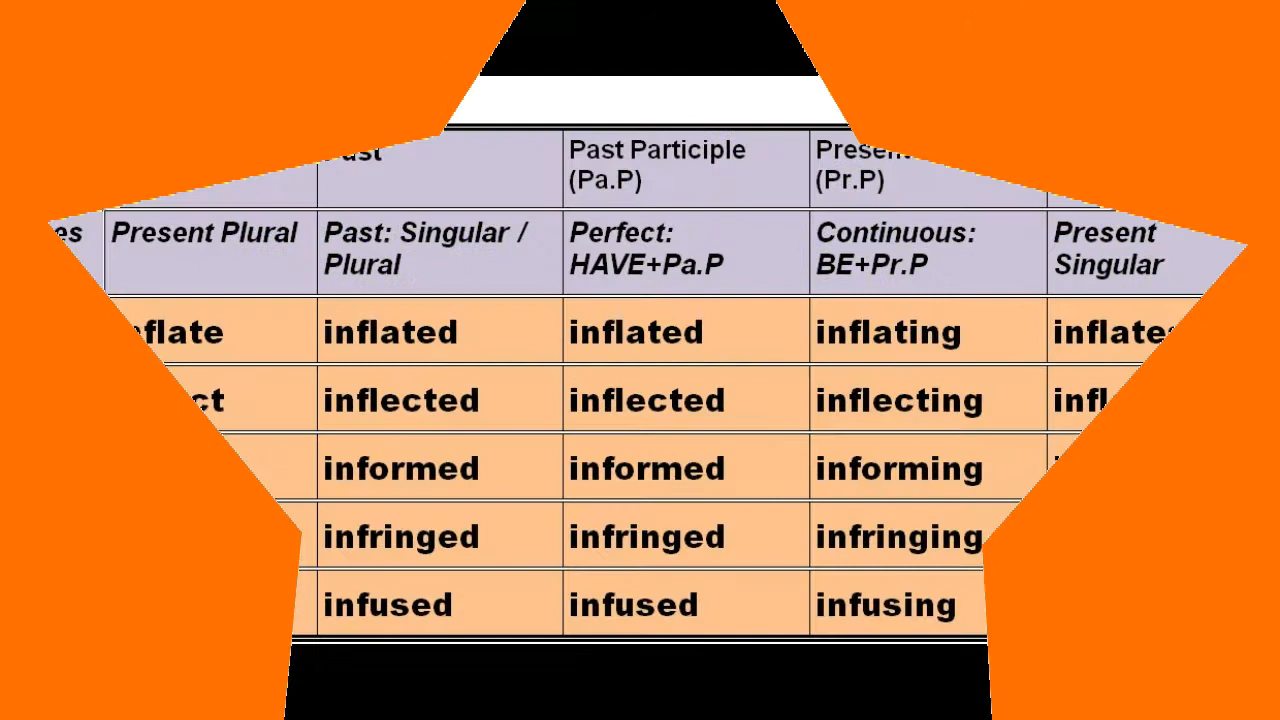 Past Participle
(Pa.P)
(Pr.P)
Present Plural
Past: Singular /
Plural
Perfect:
HAVE+Pa.P
Continuous:
BE+Pr.P
Present
Singular
inflated
inflated
inflating
inflected
inflected
inflecting
informed
informed
informing
infringed
infringed
infringing
infused
infused
infusing